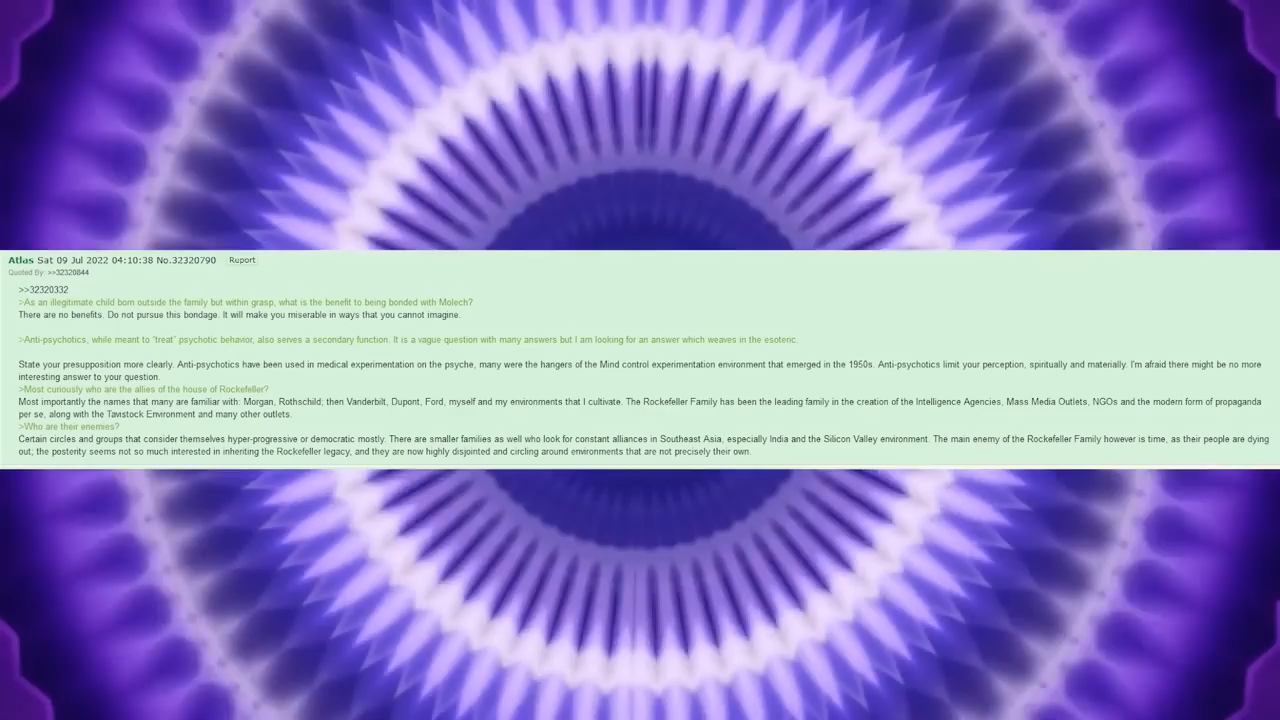 Atlas Sat 09 Jul 2022 04:10:38 No.32320790 Ruport
Quoted By: >>32320844
>>32320332
>As an illegitimate child born outside the family but within grasp, what is the benefit to being bonded with Molech?
There are no benefits. Do not pursue this bondage. It will make you miserable in ways that you cannot imagine.
>Anti-psychotics, while meant to "treat" psychotic behavior, also serves a secondary function. It is a vague question with many answers but I am looking for an answer which weaves in the esoteric.
State your presupposition more clearly. Anti-psychotics have been used in medical experimentation on the psyche, many were the hangers of the Mind control experimentation environment that emerged in the 1950s. Anti-psychotics limit your perception, spiritually and materially. I'm afraid there might be no more
interesting answer to your question.
>Most curiously who are the allies of the house of Rockefeller?
Most importantly the names that many are familiar with: Morgan, Rothschild; then Vanderbilt, Dupont, Ford, myself and my environments that I cultivate. The Rockefeller Family has been the leading family in the creation of the Intelligence Agencies, Mass Media Outlets, NGOs and the modern form of propaganda
per se, along with the Tavistock Environment and many other outlets.
>Who are their enemies?
Certain circles and groups that consider themselves hyper-progressive or democratic mostly. There are smaller families as well who look for constant alliances in Southeast Asia, especially India and the Silicon Valley environment. The main enemy of the Rockefeller Family however is time, as their people are dying
out; the posterity seems not so much interested in inheriting the Rockefeller legacy, and they are now highly disjointed and circling around environments that are not precisely their own.